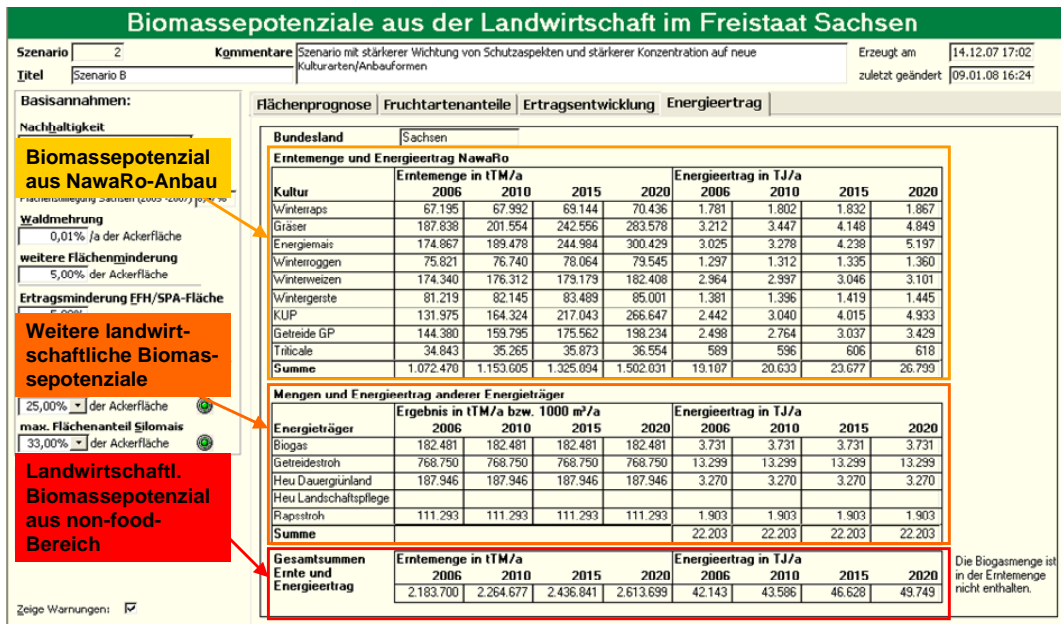 Biomassepotenziale aus der Landwirtschaft im Freistaat Sachsen
Szenario 2 Kommentare Szenario mit stärkerer Wichtung von Schutzaspekten und stärkerer Konzentration auf neue Kulturarten/Anbauformen Erzeugt am 14.12.07 17:02
Titel Szenario B zuletzt geändert 09.01.08 16:24
Basisannahmen:
Nachhaltigkeit
Biomassepotenzial
aus NawaRo-Anbau
Waldmehrung
0,01% /a der Ackerfläche
weitere Flächenminderung
5,00% der Ackerfläche
Ertragsminderung FFH/SPA-Fläche
Weitere landwirt-
schaftliche Biomas-
sepotenziale
25,00% der Ackerfläche
max. Flächenanteil Silomais
33,00% der Ackerfläche
Landwirtschaftl.
Biomassepotenzial
aus non-food-
Bereich
Zeige Warnungen:
Flächenprognose Fruchtartenanteile Ertragsentwicklung Energieertrag
Bundesland Sachsen
Erntemenge und Energieertrag NawaRo
Erntemenge in tTM/a Energieertrag in TJ/a
Kultur 2006 2010 2015 2020 2006 2010 2015 2020
Winterraps 67.195 67.992 69.144 70.436 1.781 1.802 1.832 1.867
Gräser 187.838 201.554 242.556 283.578 3.212 3.447 4.148 4.849
Energiemais 174.867 189.478 244.984 300.429 3.025 3.278 4.238 5.197
Winterroggen 75.821 76.740 78.064 79.545 1.297 1.312 1.335 1.360
Winterweizen 174.340 176.312 179.179 182.408 2.964 2.997 3.046 3.101
Wintergerste 81.219 82.145 83.489 85.001 1.381 1.396 1.419 1.445
KUP 131.975 164.324 217.043 266.647 2.442 3.040 4.015 4.933
Getreide GP 144.380 159.795 175.562 198.234 2.498 2.764 3.037 3.429
Triticale 34.843 35.265 35.873 36.554 589 596 606 618
Summe 1.072.470 1.153.605 1.325.894 1.502.831 19.187 20.633 23.677 26.799
Mengen und Energieertrag anderer Energieträger
Ergebnis in tTM/a bzw. 1000 m³/a Energieertrag in TJ/a
Energieträger 2006 2010 2015 2020 2006 2010 2015 2020
Biogas 182.481 182.481 182.481 182.481 3.731 3.731 3.731 3.731
Getreidestroh 768.750 768.750 768.750 768.750 13.299 13.299 13.299 13.299
Heu Dauergrünland 187.946 187.946 187.946 187.946 3.270 3.270 3.270 3.270
Heu Landschaftspflege
Rapsstroh 111.293 111.293 111.293 111.293 1.903 1.903 1.903 1.903
Summe 22.203 22.203 22.203 22.203
Gesamtsummen Erntemenge in tTM/a Energieertrag in TJ/a
Ernte und 2006 2010 2015 2020 2006 2010 2015 2020
Energieertrag 2.183.700 2.264.677 2.436.841 2.613.699 42.143 43.586 46.628 49.749
Die Biogasmenge ist
in der Erntemenge
nicht enthalten.